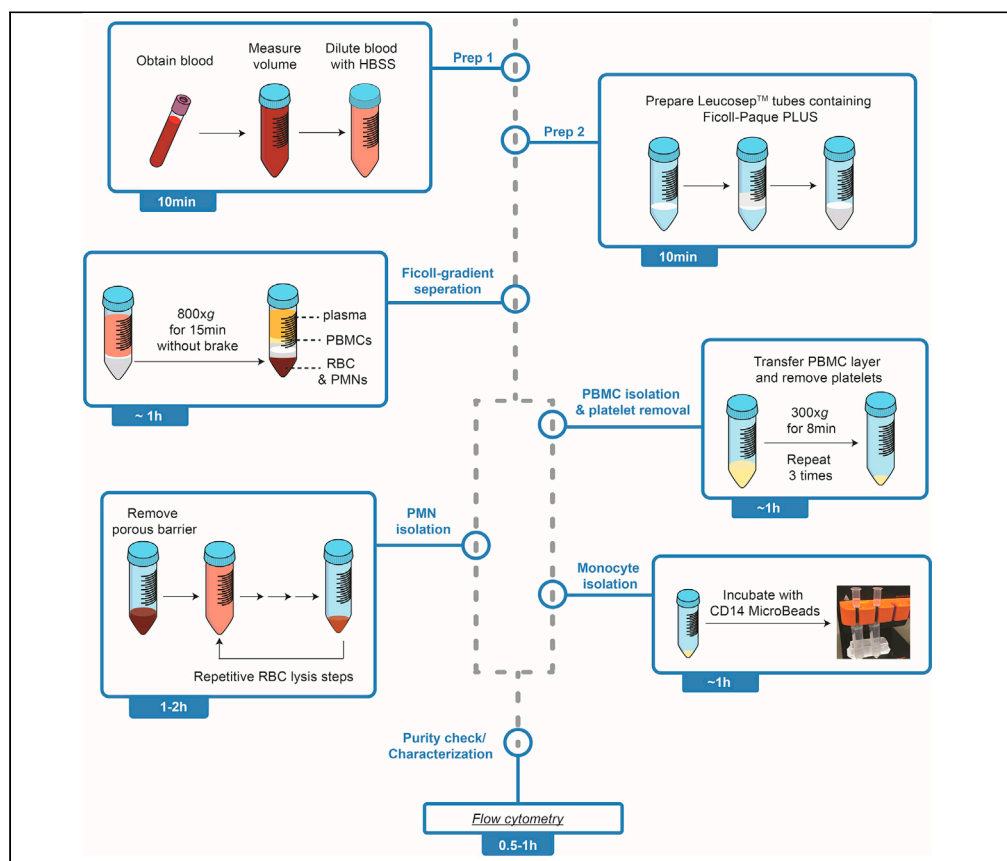 Obtain blood
Measure
volume
Dilute blood
with HBSS
10min
Prep 1
Prep 2
Prepare Leucosep™ tubes containing
Ficoll-Paque PLUS
10min
Ficoll-gradient
seperation
800xg
for 15min
without brake
plasma
PBMCs
RBC
& PMNs
~ 1h
PBMC isolation
& platelet removal
Transfer PBMC layer
and remove platelets
300xg
for 8min
Repeat
3 times
~1h
Remove
porous barrier
Repetitive RBC lysis steps
1-2h
PMN
isolation
Monocyte
isolation
Incubate with
CD14 MicroBeads
~1h
Purity check/
Characterization
Flow cytometry
0.5-1h